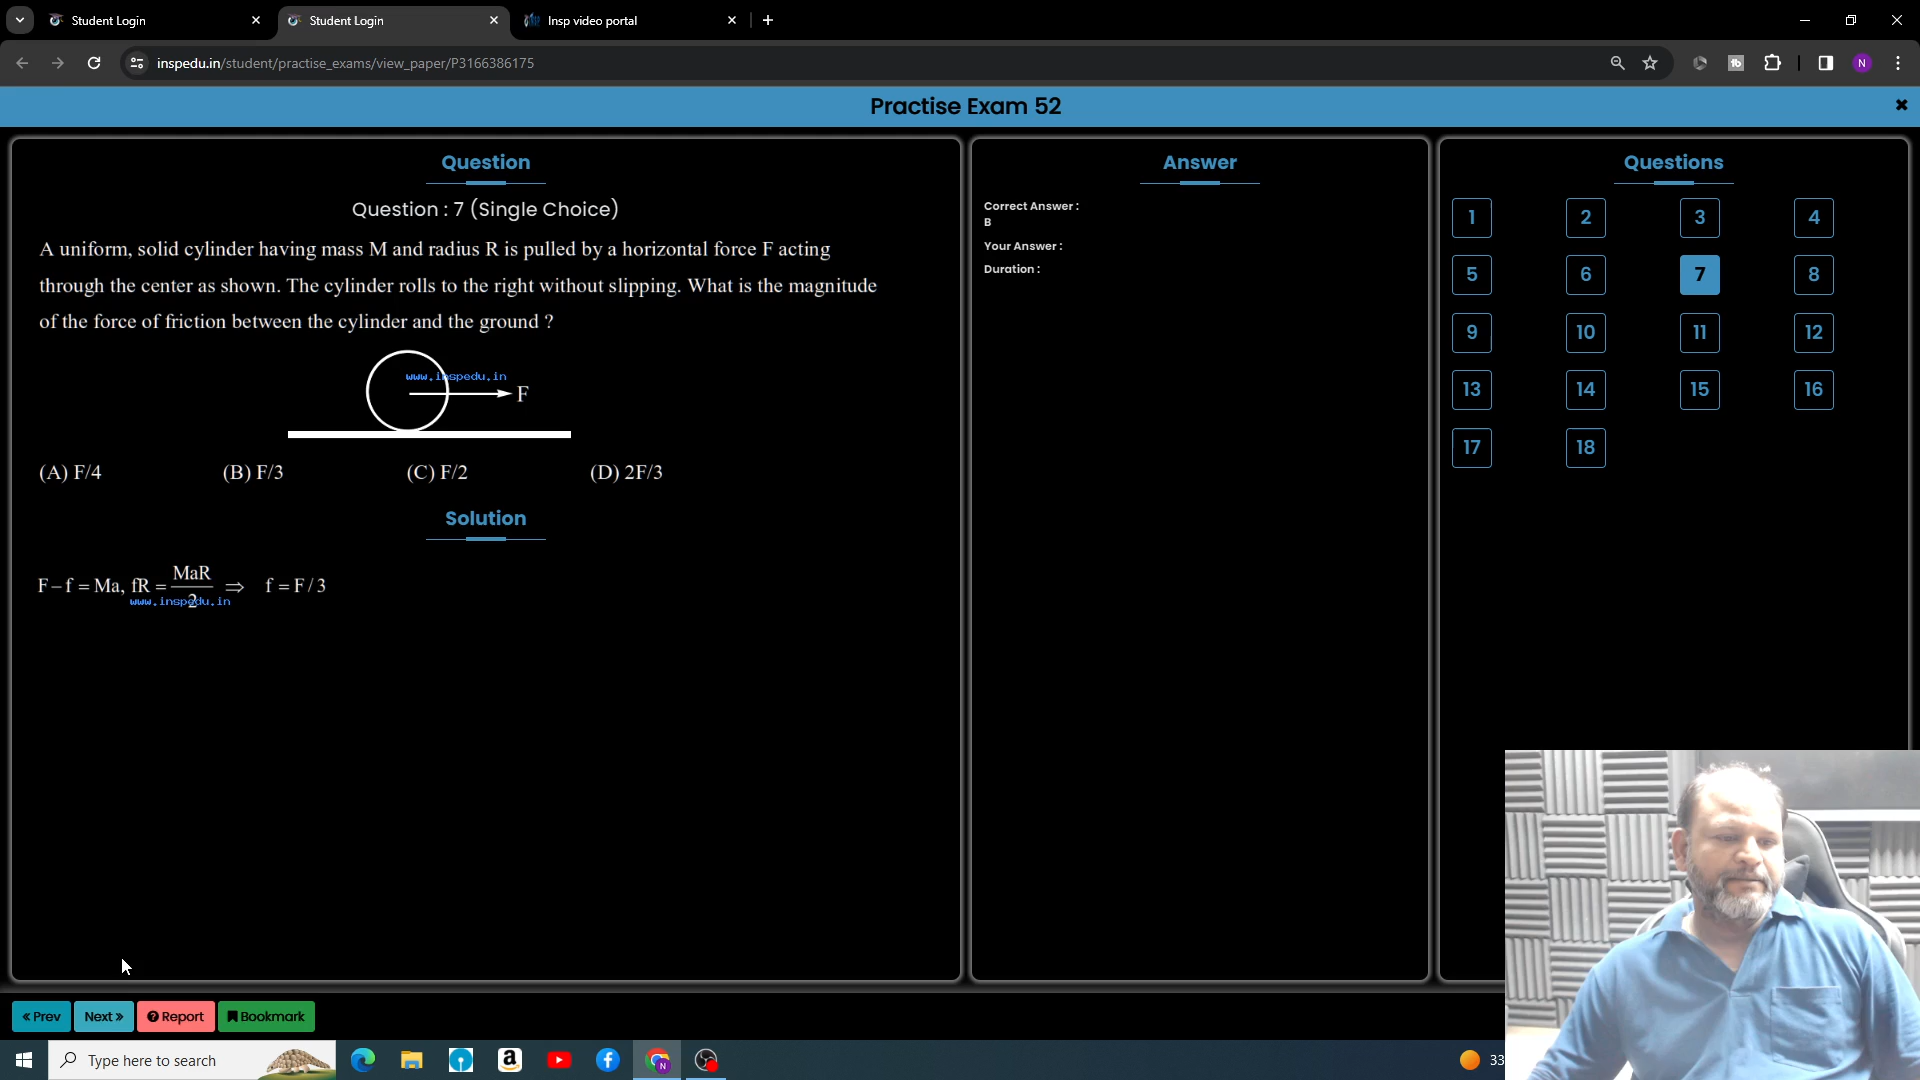 Student Login
Student Login
Insp video portal
inspedu.in/student/practise_exams/view_paper/P3166386175
N
Practise Exam 52
Question
Question : 7 (Single Choice)
A uniform, solid cylinder having mass M and radius R is pulled by a horizontal force F acting
through the center as shown. The cylinder rolls to the right without slipping. What is the magnitude
of the force of friction between the cylinder and the ground ?
www.inspedu.in
F
(A) F/4 (B) F/3 (C) F/2 (D) 2F/3
Solution
F – f = Ma, fR = MaR/2 ⇒ f = F / 3
www.inspedu.in
Answer
Correct Answer :
B
Your Answer :
Duration :
Questions
1 2 3 4
5 6 7 8
9 10 11 12
13 14 15 16
17 18
« Prev Next » Report Bookmark
Type here to search
33